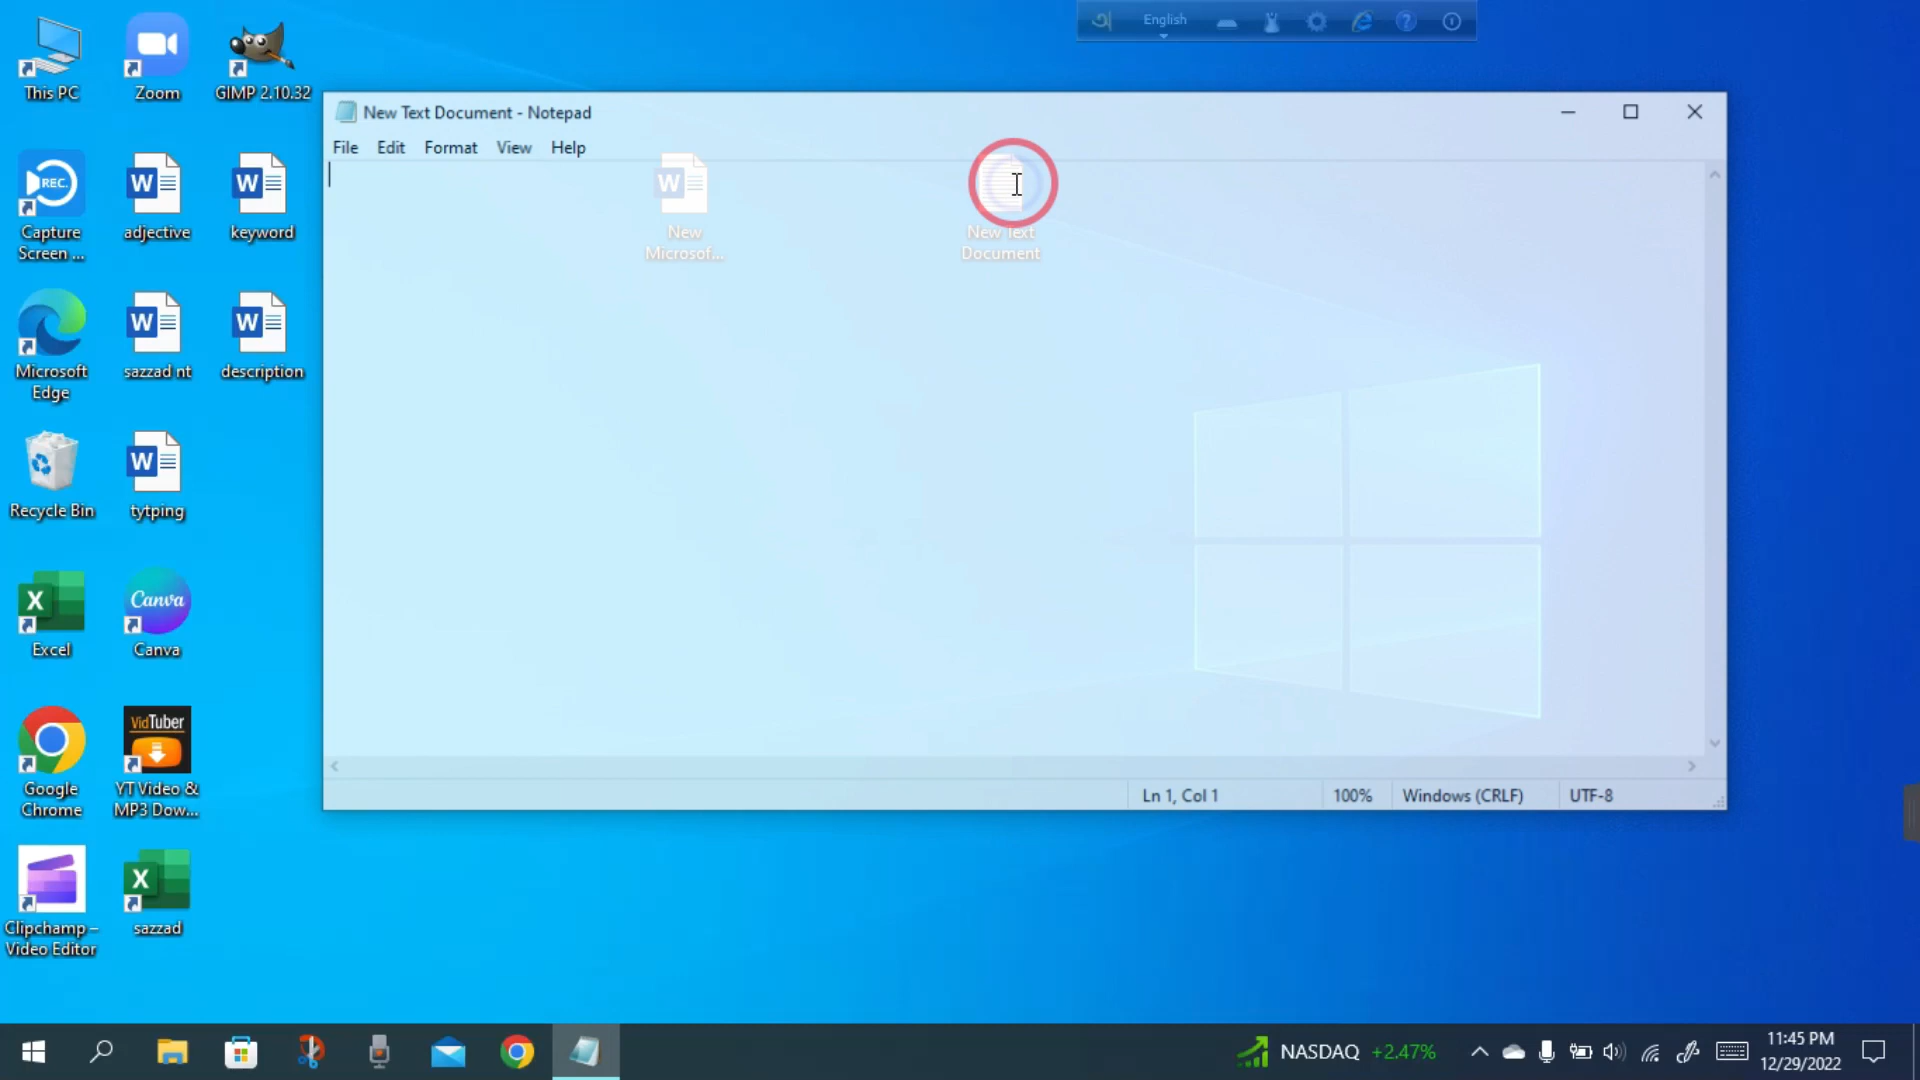 English
This PC
Zoom
GIMP 2.10.32
New Text Document - Notepad
File Edit Format View Help
REC.
Capture
Screen ...
adjective
keyword
New
Microsof...
New Text
Document
Microsoft
Edge
sazzad nt
description
Recycle Bin
tytping
Excel
Canva
Canva
VidTuber
Google
Chrome
YT Video &
MP3 Dow...
Ln 1, Col 1
100%
Windows (CRLF)
UTF-8
Clipchamp –
Video Editor
sazzad
NASDAQ +2.47%
11:45 PM
12/29/2022